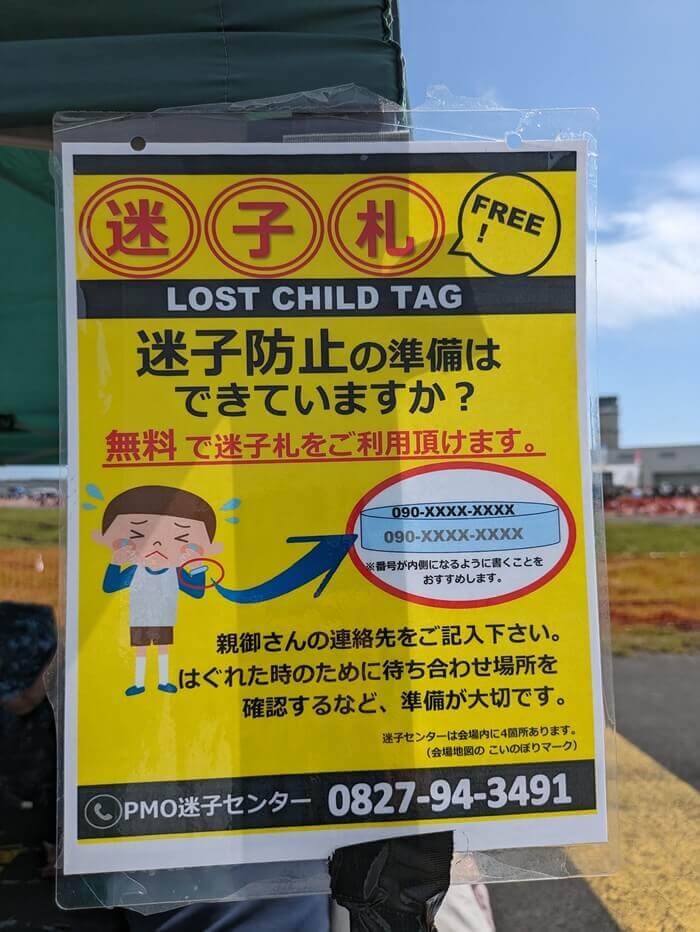 迷子札
FREE
!
LOST CHILD TAG
迷子防止の準備は
できていますか？
無料で迷子札をご利用頂けます。
090-XXXX-XXXX
090-XXXX-XXXX
※番号が内側になるように書くことを
おすすめします。
親御さんの連絡先をご記入下さい。
はぐれた時のために待ち合わせ場所を
確認するなど、準備が大切です。
迷子センターは会場内に4箇所あります。
（会場地図の こいのぼりマーク）
PMO迷子センター 0827-94-3491